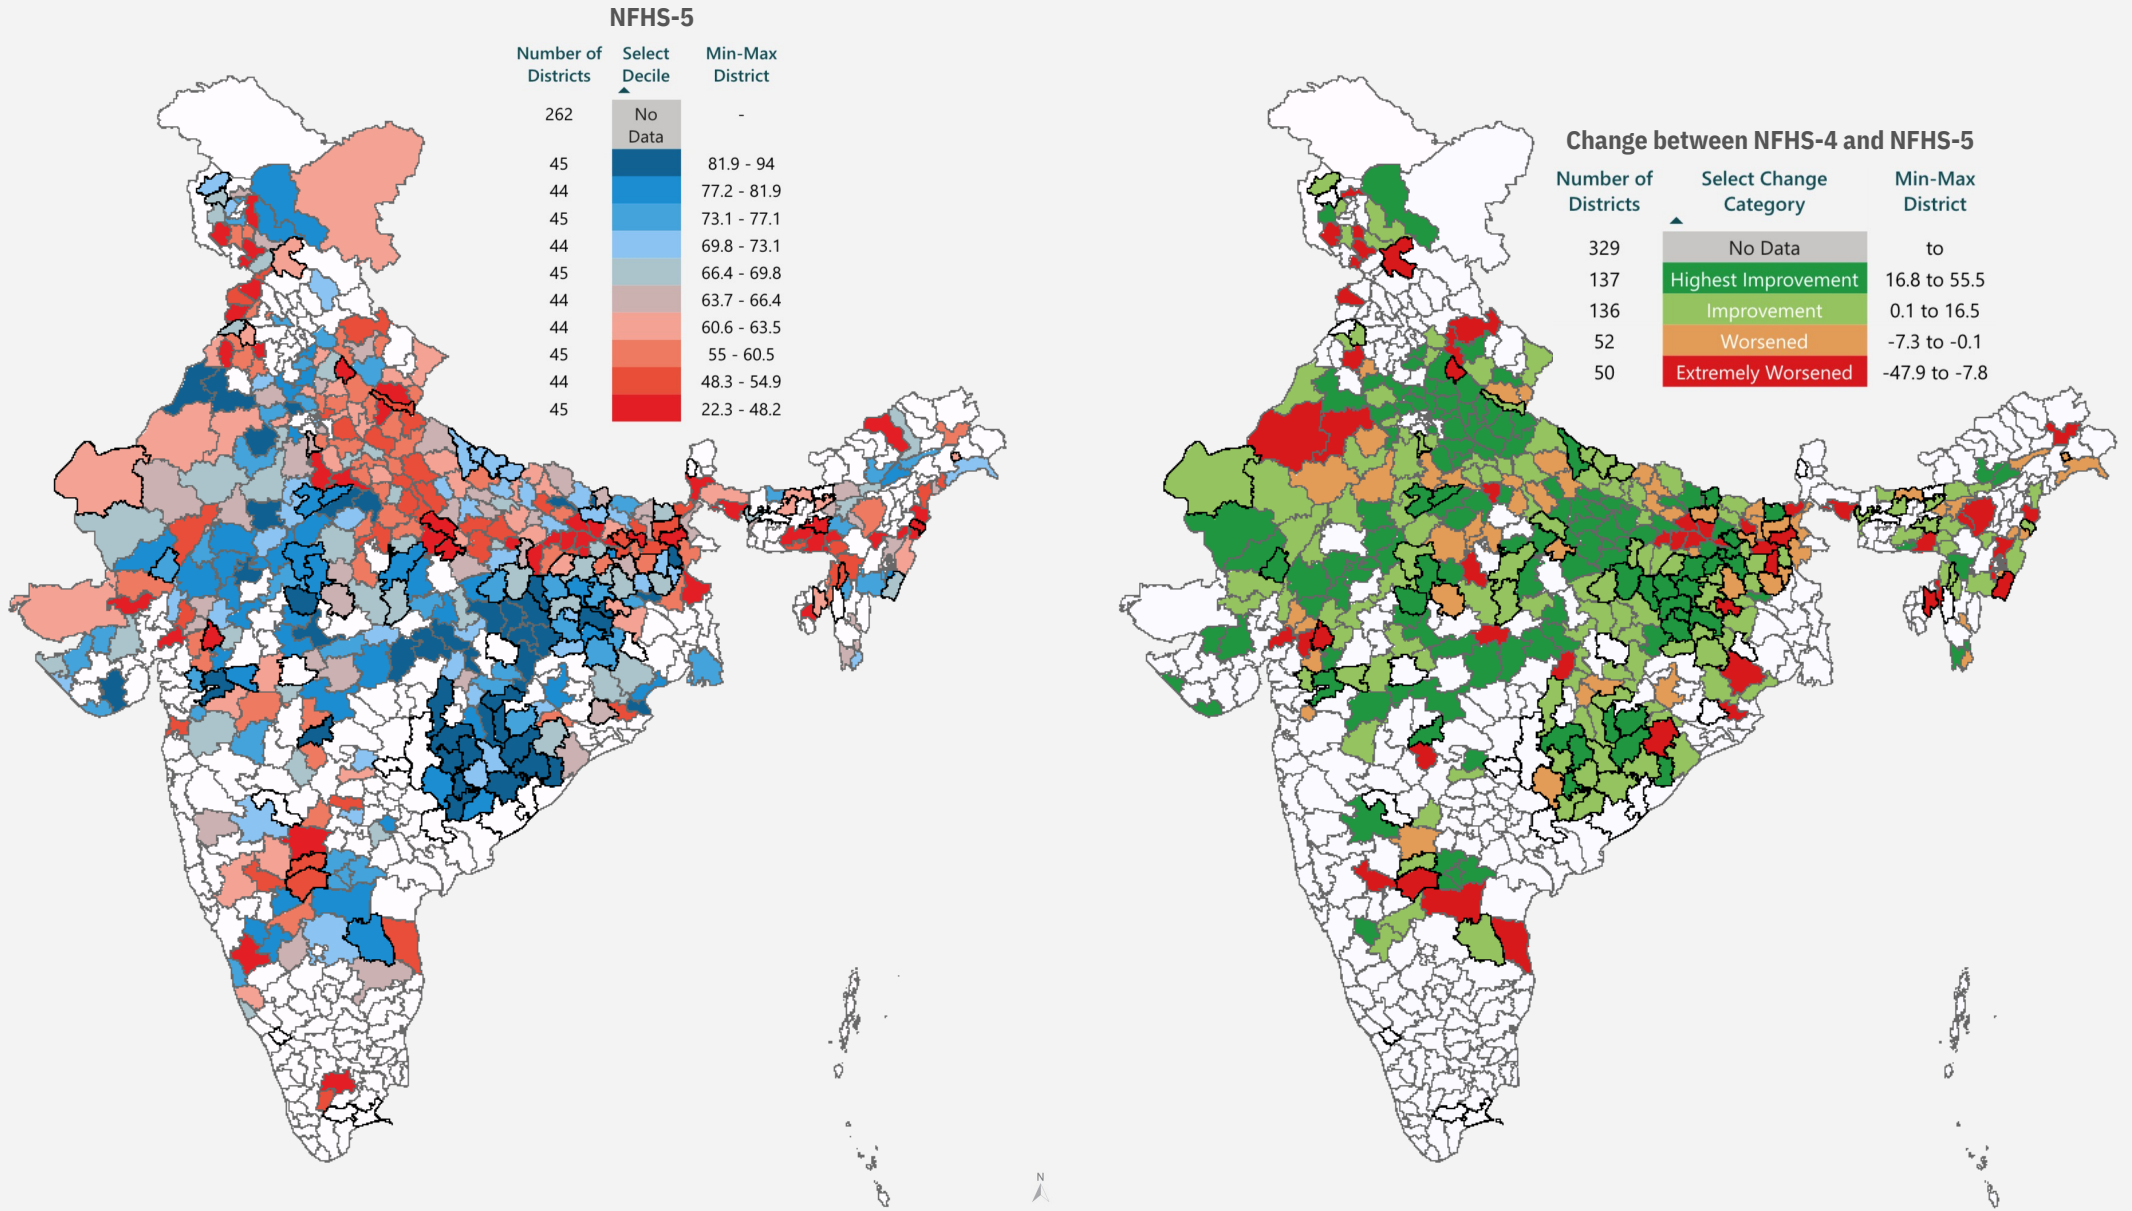 NFHS-5
Number of Districts Select Decile Min-Max District
262 No Data -
45 81.9 - 94
44 77.2 - 81.9
45 73.1 - 77.1
44 69.8 - 73.1
45 66.4 - 69.8
44 63.7 - 66.4
44 60.6 - 63.5
45 55 - 60.5
44 48.3 - 54.9
45 22.3 - 48.2
Change between NFHS-4 and NFHS-5
Number of Districts Select Change Category Min-Max District
329 No Data to
137 Highest Improvement 16.8 to 55.5
136 Improvement 0.1 to 16.5
52 Worsened -7.3 to -0.1
50 Extremely Worsened -47.9 to -7.8
N